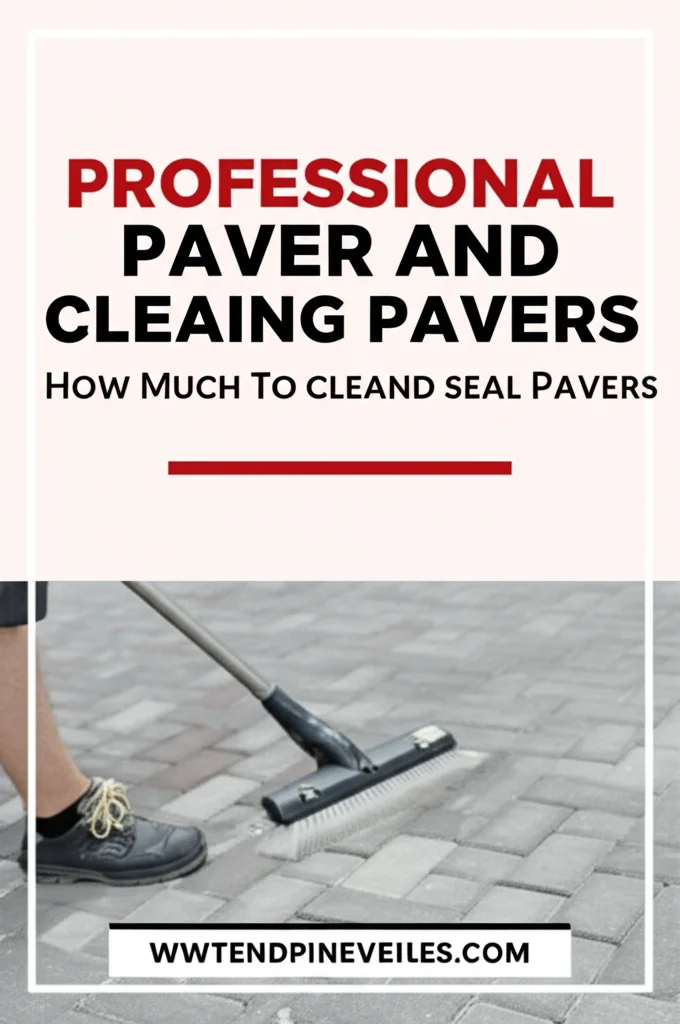 PROFESSIONAL
PAVER AND
CLEAING PAVERS
How Much To cleand seal Pavers
WWTENDPINEVEILES.COM